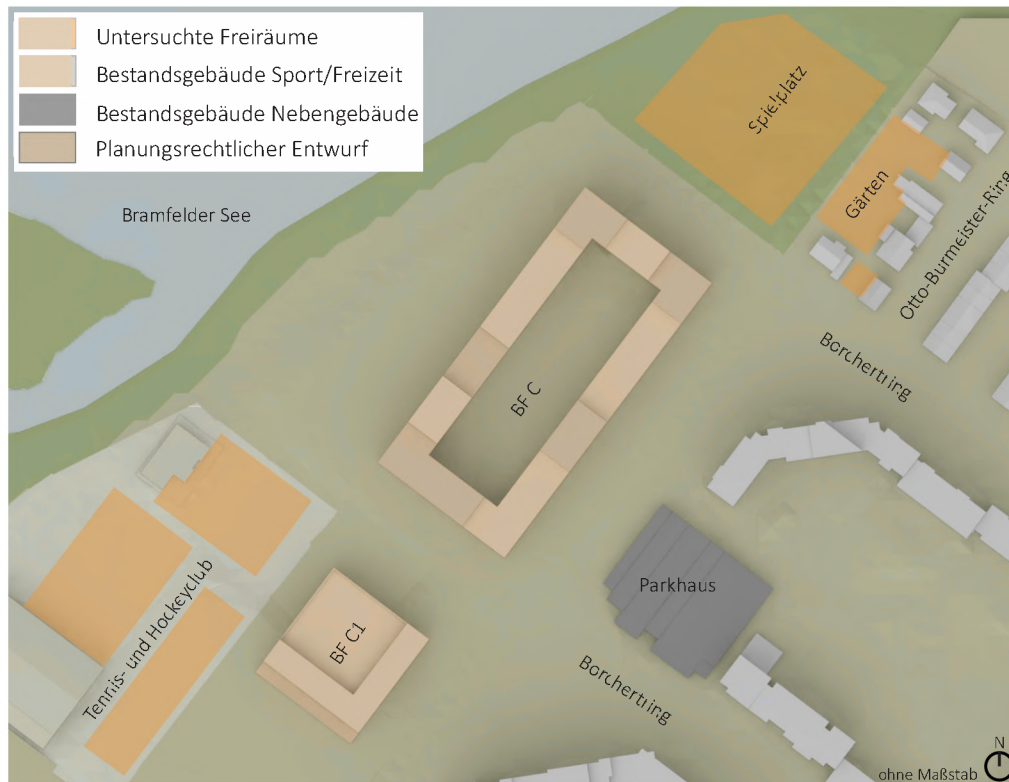 Untersuchte Freiräume
Bestandsgebäude Sport/Freizeit
Bestandsgebäude Nebengebäude
Planungsrechtlicher Entwurf
Bramfelder See
Spielplatz
Gärten
Otto-Burmeister-Ring
Borchertring
BF C
Parkhaus
Tennis- und Hockeyclub
BF C1
Borchertring
N
ohne Maßstab